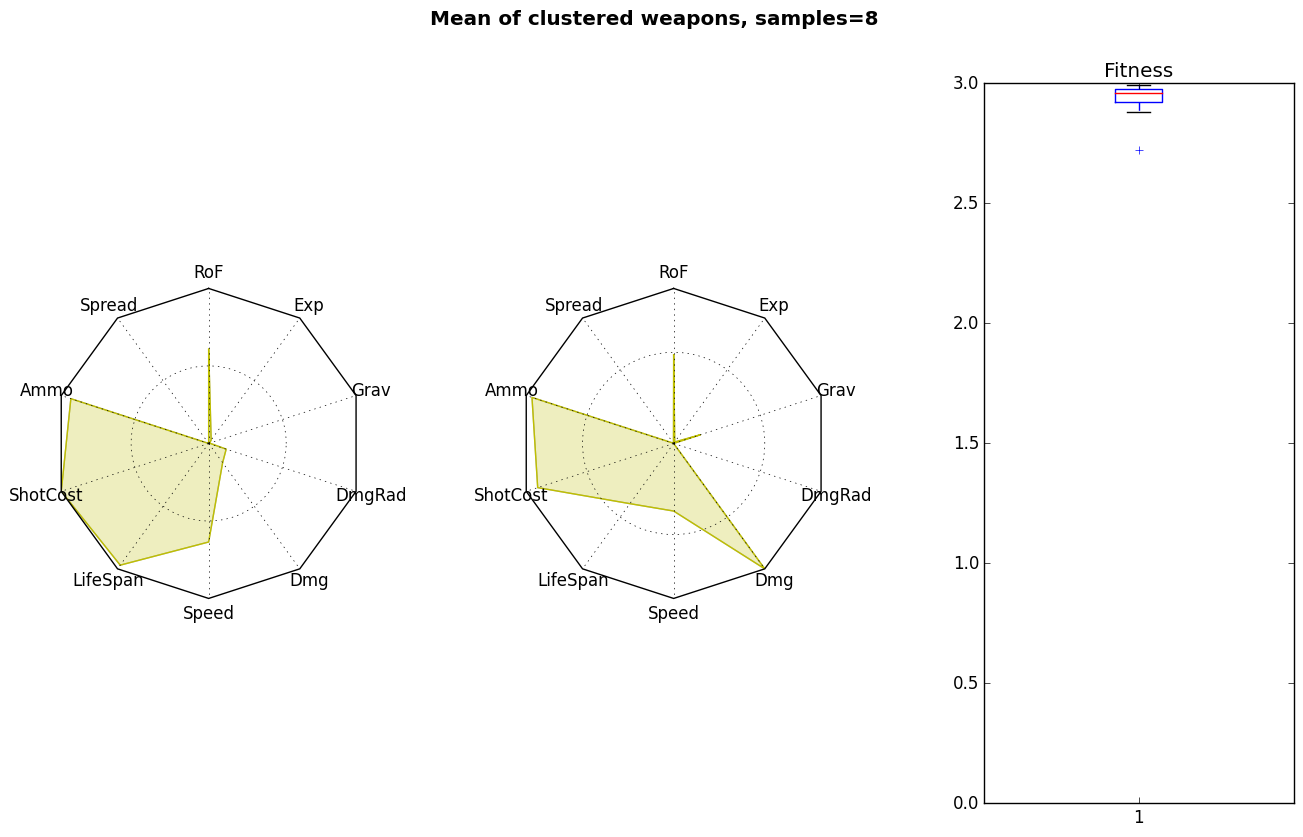 Mean of clustered weapons, samples=8
RoF
Spread
Exp
Ammo
Grav
ShotCost
DmgRad
LifeSpan
Dmg
Speed
RoF
Spread
Exp
Ammo
Grav
ShotCost
DmgRad
LifeSpan
Dmg
Speed
Fitness
3.0
2.5
2.0
1.5
1.0
0.5
0.0
1